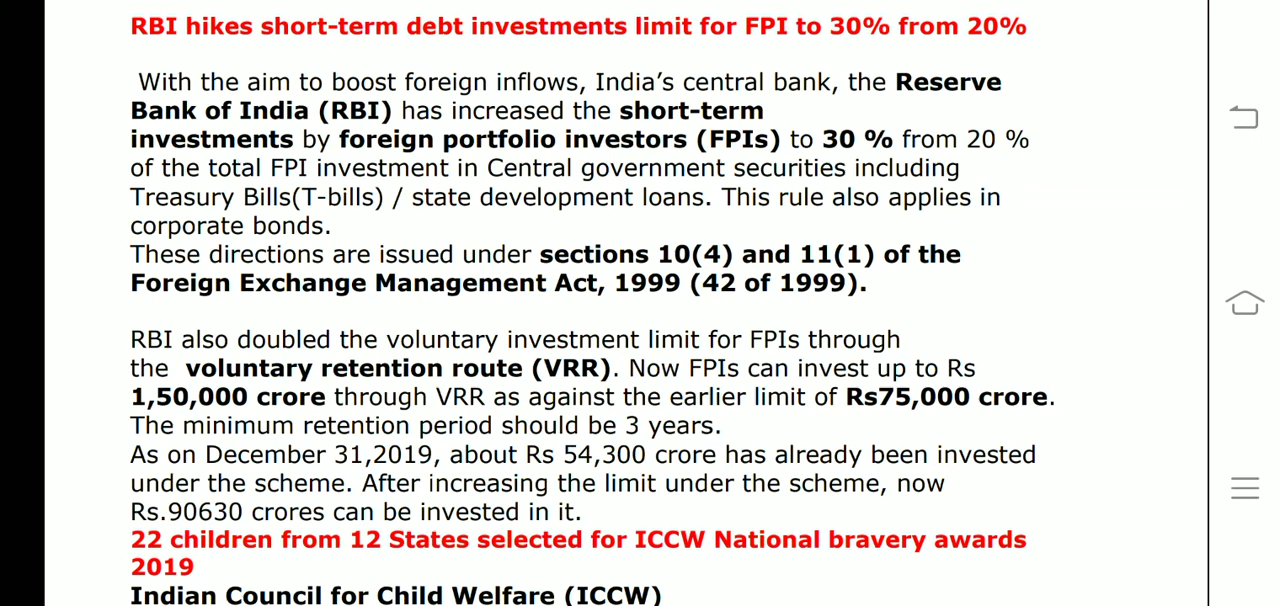 RBI hikes short-term debt investments limit for FPI to 30% from 20%
With the aim to boost foreign inflows, India’s central bank, the Reserve
Bank of India (RBI) has increased the short-term
investments by foreign portfolio investors (FPIs) to 30 % from 20 %
of the total FPI investment in Central government securities including
Treasury Bills(T-bills) / state development loans. This rule also applies in
corporate bonds.
These directions are issued under sections 10(4) and 11(1) of the
Foreign Exchange Management Act, 1999 (42 of 1999).
RBI also doubled the voluntary investment limit for FPIs through
the voluntary retention route (VRR). Now FPIs can invest up to Rs
1,50,000 crore through VRR as against the earlier limit of Rs75,000 crore.
The minimum retention period should be 3 years.
As on December 31,2019, about Rs 54,300 crore has already been invested
under the scheme. After increasing the limit under the scheme, now
Rs.90630 crores can be invested in it.
22 children from 12 States selected for ICCW National bravery awards
2019
Indian Council for Child Welfare (ICCW)